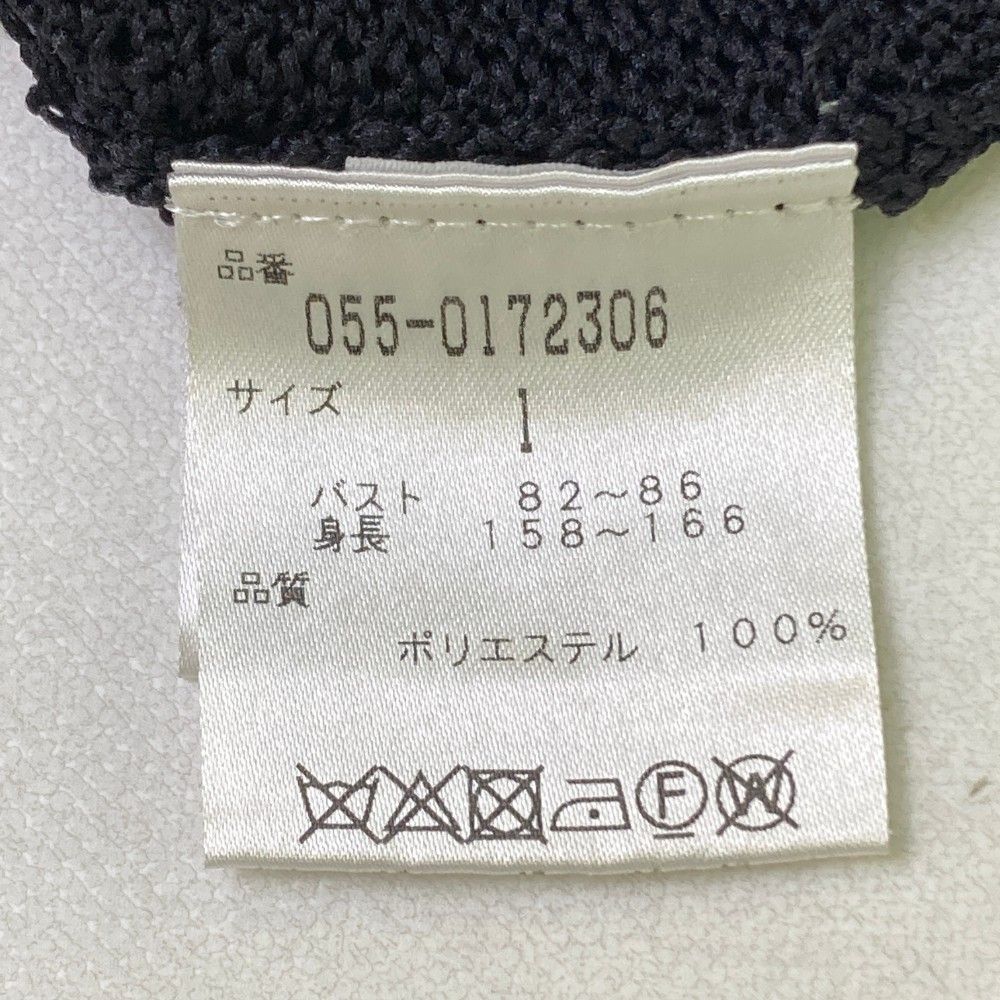 品番
055-0172306
サイズ 1
バスト 82～86
身長 158～166
品質
ポリエステル 100%
F W